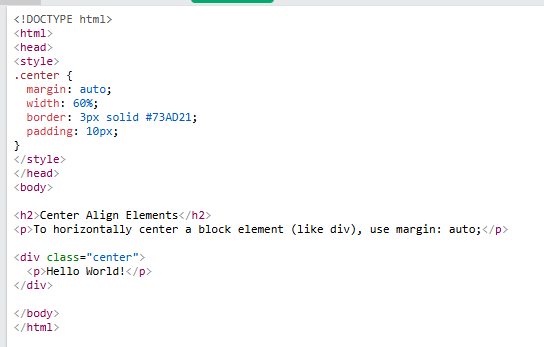 <!DOCTYPE html>
<html>
<head>
<style>
.center {
  margin: auto;
  width: 60%;
  border: 3px solid #73AD21;
  padding: 10px;
}
</style>
</head>
<body>

<h2>Center Align Elements</h2>
<p>To horizontally center a block element (like div), use margin: auto;</p>

<div class="center">
  <p>Hello World!</p>
</div>

</body>
</html>